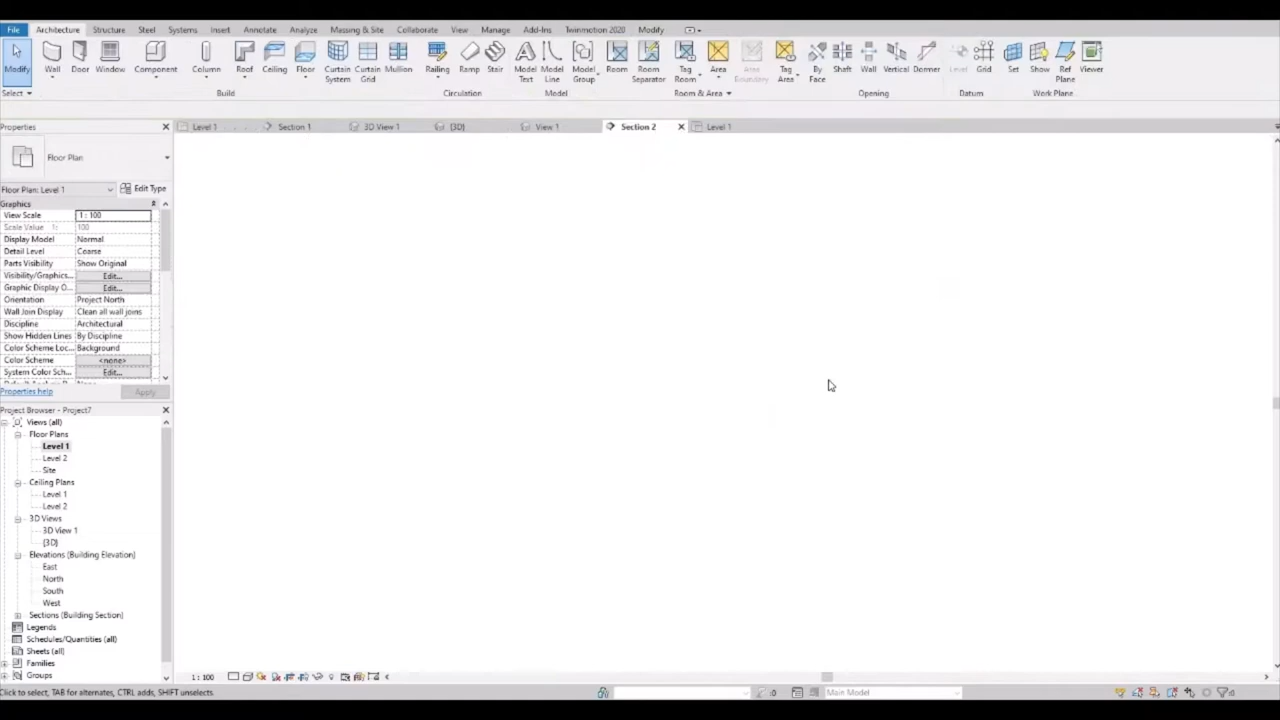 File Architecture Structure Steel Systems Insert Annotate Analyze Massing & Site Collaborate View Manage Add-Ins Twinmotion 2020 Modify
Modify Wall Door Window Component Column Roof Ceiling Floor Curtain System Curtain Grid Mullion Railing Ramp Stair Model Text Model Line Model Group Room Room Separator Tag Room Area Area Boundary Tag Area By Face Shaft Wall Vertical Dormer Level Grid Set Show Ref Plane Viewer
Select Build Circulation Model Room & Area Opening Datum Work Plane
Properties
Level 1 Section 1 3D View 1 {3D} View 1 Section 2 Level 1
Floor Plan
Floor Plan: Level 1 Edit Type
Graphics
View Scale 1 : 100
Scale Value 1: 100
Display Model Normal
Detail Level Coarse
Parts Visibility Show Original
Visibility/Graphics... Edit...
Graphic Display O... Edit...
Orientation Project North
Wall Join Display Clean all wall joins
Discipline Architectural
Show Hidden Lines By Discipline
Color Scheme Loc... Background
Color Scheme <none>
System Color Sch... Edit...
Properties help Apply
Project Browser - Project7
Views (all)
Floor Plans
Level 1
Level 2
Site
Ceiling Plans
Level 1
Level 2
3D Views
3D View 1
{3D}
Elevations (Building Elevation)
East
North
South
West
Sections (Building Section)
Legends
Schedules/Quantities (all)
Sheets (all)
Families
Groups
1 : 100
Click to select, TAB for alternates, CTRL adds, SHIFT unselects.
:0 Main Model